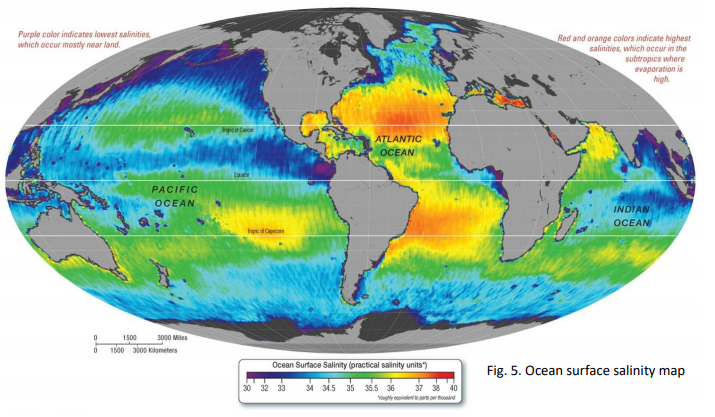 Purple color indicates lowest salinities,
which occur mostly near land.
Red and orange colors indicate highest
salinities, which occur in the
subtropics where
evaporation is
high.
Tropic of Cancer
ATLANTIC
OCEAN
Equator
PACIFIC
OCEAN
INDIAN
OCEAN
Tropic of Capricorn
0 1500 3000 Miles
0 1500 3000 Kilometers
Ocean Surface Salinity (practical salinity units*)
30 32 33 34 34.5 35 35.5 36 37 38 40
*roughly equivalent to parts per thousand
Fig. 5. Ocean surface salinity map